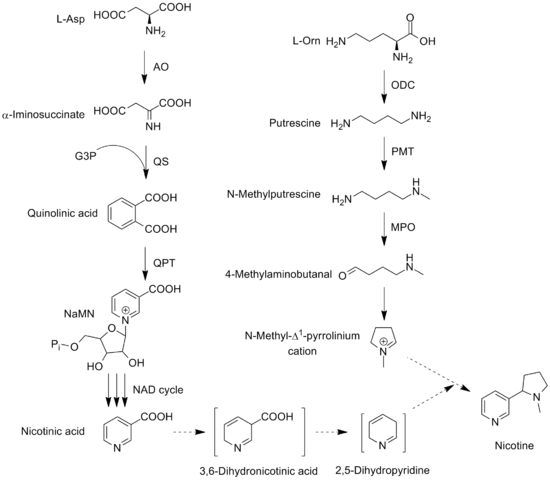 L-Asp
HOOC
COOH
NH2
AO
α-Iminosuccinate
HOOC
COOH
NH
G3P
QS
Quinolinic acid
COOH
COOH
QPT
NaMN
COOH
N
+
O
Pi
O
HO
OH
NAD cycle
Nicotinic acid
COOH
N
L-Orn
H2N
O
OH
NH2
ODC
Putrescine
H2N
NH2
PMT
N-Methylputrescine
H2N
H
N
MPO
4-Methylaminobutanal
O
H
N
N-Methyl-Δ1-pyrrolinium
cation
N
+
COOH
N
3,6-Dihydronicotinic acid
N
2,5-Dihydropyridine
N
N
Nicotine